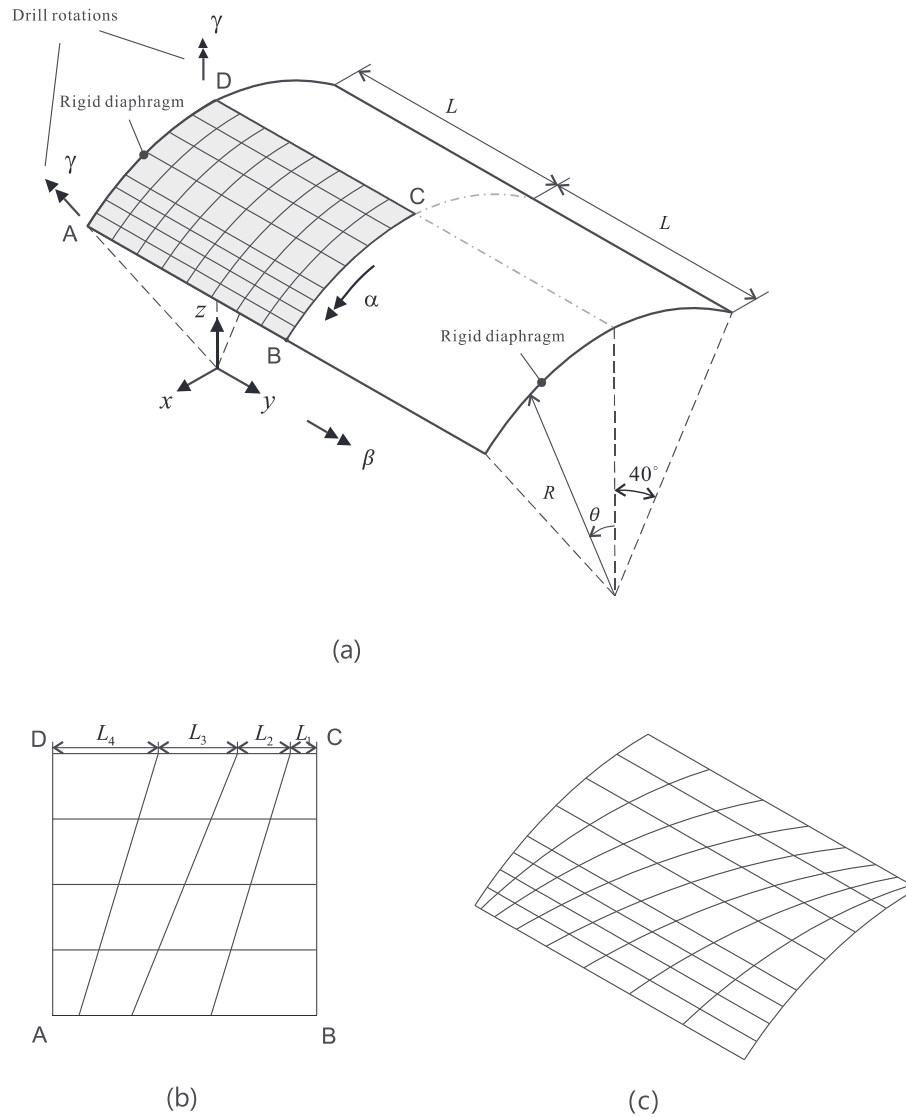 Drill rotations
γ
D
Rigid diaphragm
L
γ
C
A
L
α
z
B
Rigid diaphragm
x
y
β
40°
R
θ
(a)
D
L₄
L₃
L₂
L₁
C
A
B
(b)
(c)